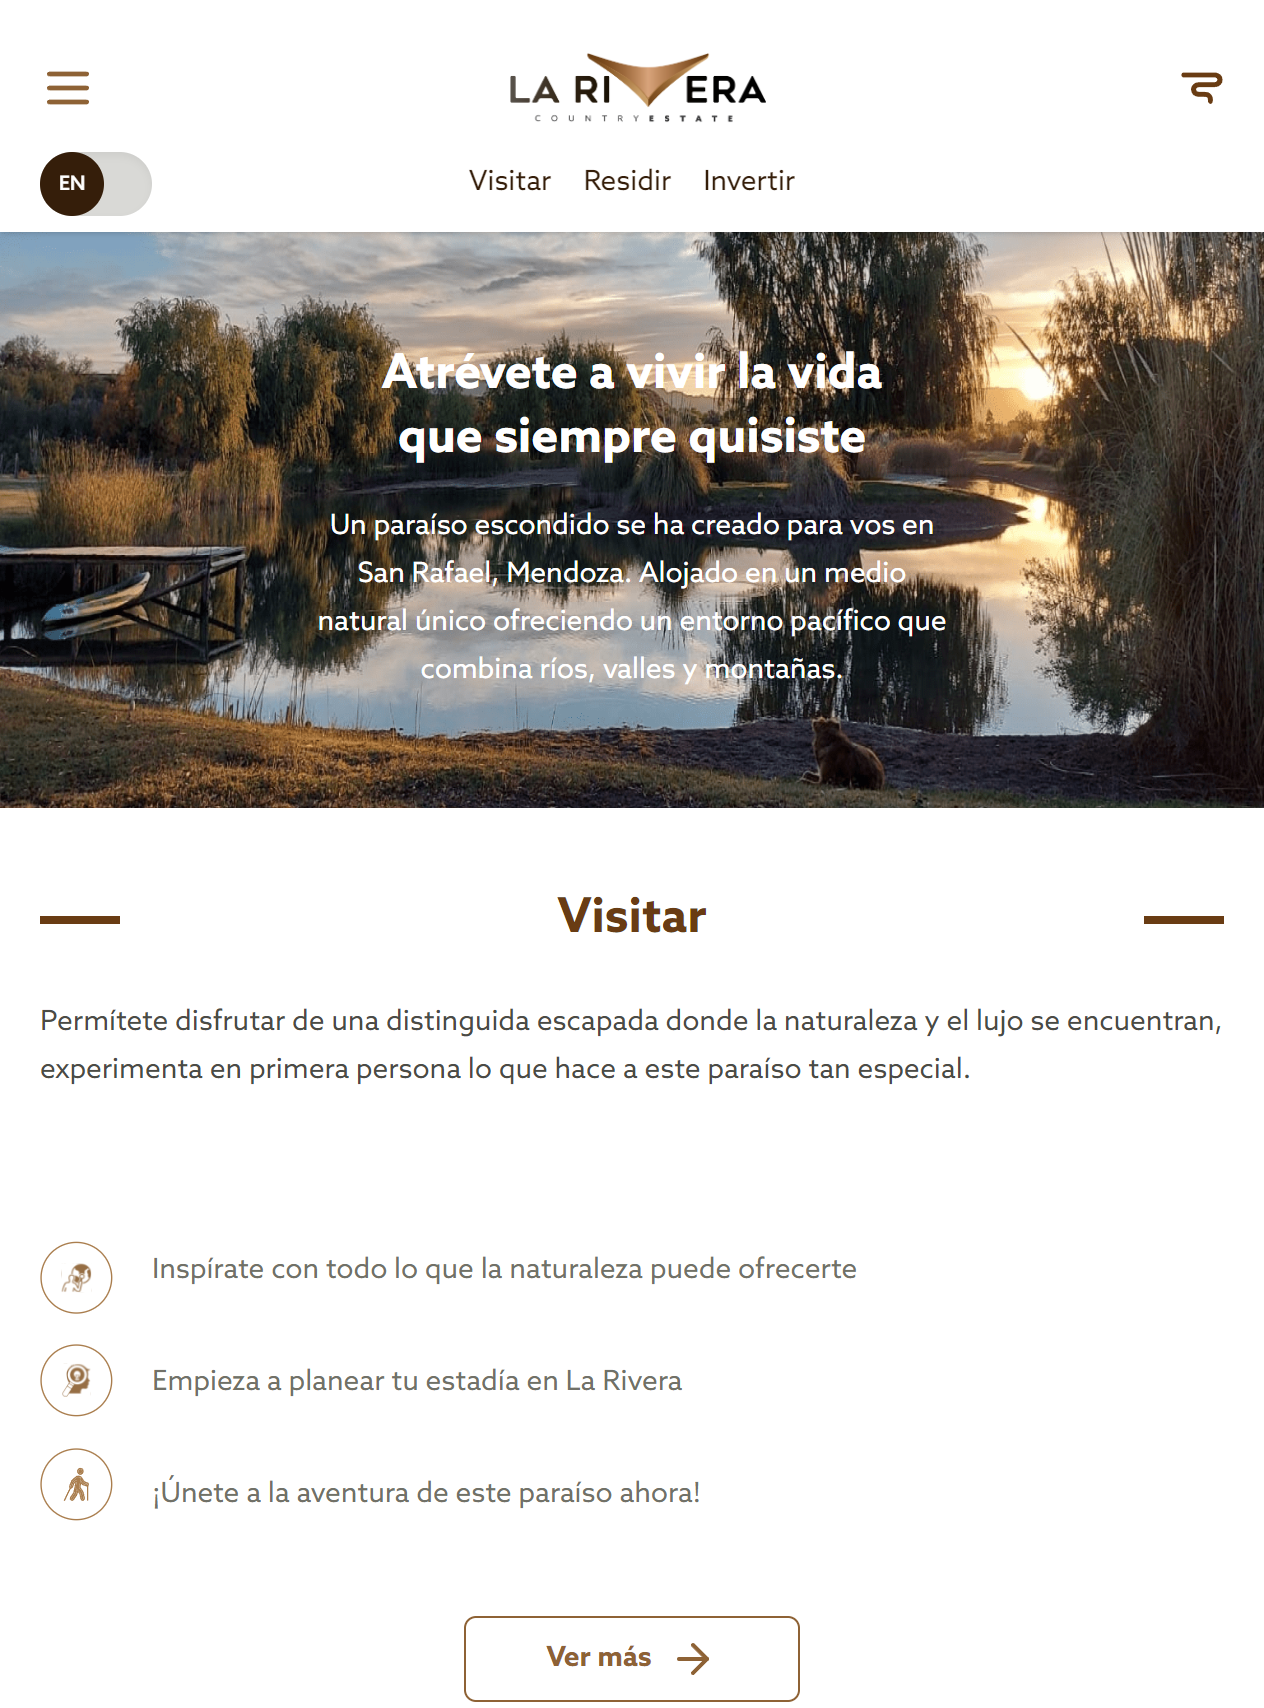 LA RIVERA
COUNTRY ESTATE
EN
Visitar Residir Invertir
Atrévete a vivir la vida
que siempre quisiste
Un paraíso escondido se ha creado para vos en
San Rafael, Mendoza. Alojado en un medio
natural único ofreciendo un entorno pacífico que
combina ríos, valles y montañas.
Visitar
Permítete disfrutar de una distinguida escapada donde la naturaleza y el lujo se encuentran,
experimenta en primera persona lo que hace a este paraíso tan especial.
Inspírate con todo lo que la naturaleza puede ofrecerte
Empieza a planear tu estadía en La Rivera
¡Únete a la aventura de este paraíso ahora!
Ver más